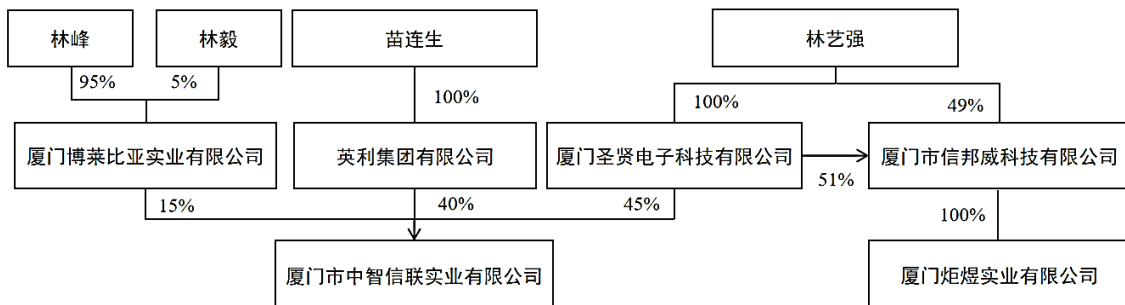 林峰
林毅
苗连生
林艺强
95%
5%
100%
100%
49%
厦门博莱比亚实业有限公司
英利集团有限公司
厦门圣贤电子科技有限公司
厦门市信邦威科技有限公司
51%
15%
40%
45%
100%
厦门市中智信联实业有限公司
厦门炬煜实业有限公司